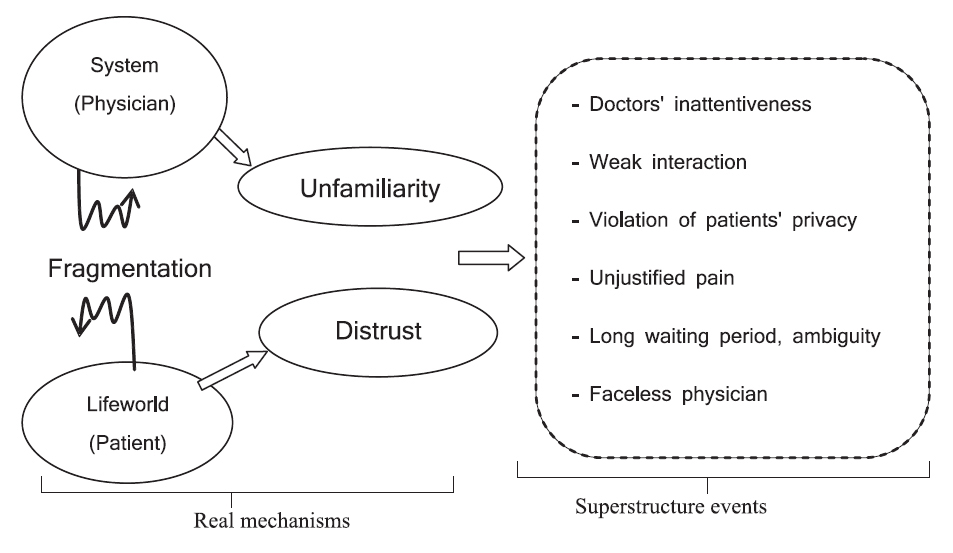 System
(Physician)
Unfamiliarity
Fragmentation
Distrust
Lifeworld
(Patient)
Real mechanisms
- Doctors' inattentiveness
- Weak interaction
- Violation of patients' privacy
- Unjustified pain
- Long waiting period, ambiguity
- Faceless physician
Superstructure events